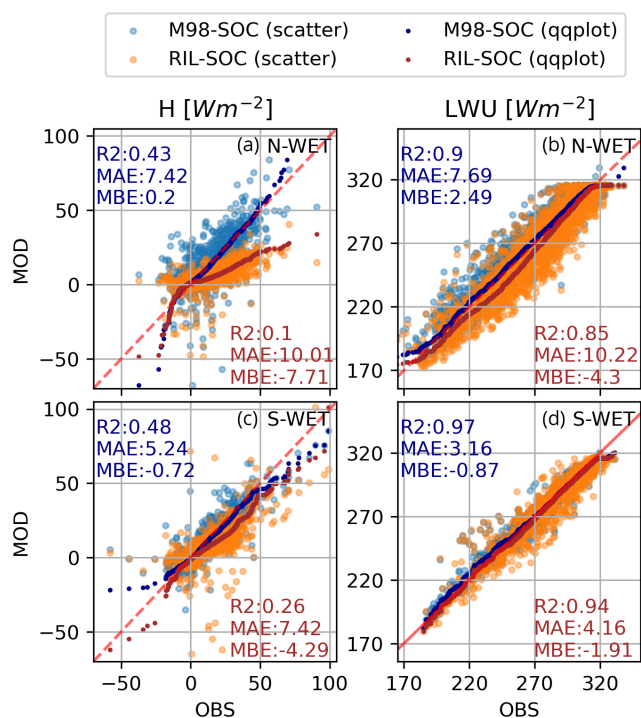 M98-SOC (scatter) M98-SOC (qqplot)
RIL-SOC (scatter) RIL-SOC (qqplot)
H [Wm⁻²] LWU [Wm⁻²]
(a) N-WET
R2:0.43
MAE:7.42
MBE:0.2
R2:0.1
MAE:10.01
MBE:-7.71
100
50
0
−50
MOD
(b) N-WET
R2:0.9
MAE:7.69
MBE:2.49
R2:0.85
MAE:10.22
MBE:-4.3
320
270
220
170
(c) S-WET
R2:0.48
MAE:5.24
MBE:-0.72
R2:0.26
MAE:7.42
MBE:-4.29
100
50
0
−50
MOD
−50 0 50 100
OBS
(d) S-WET
R2:0.97
MAE:3.16
MBE:-0.87
R2:0.94
MAE:4.16
MBE:-1.91
320
270
220
170
170 220 270 320
OBS